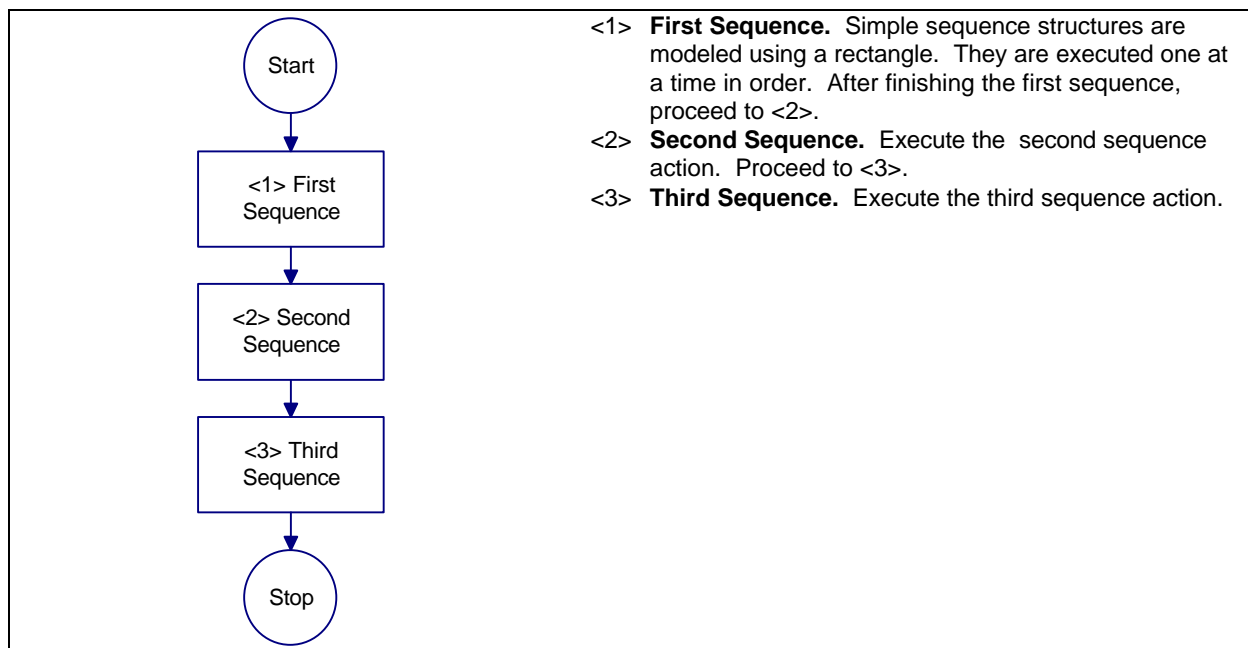 Start
<1> First
Sequence
<2> Second
Sequence
<3> Third
Sequence
Stop
<1> First Sequence. Simple sequence structures are
modeled using a rectangle. They are executed one at
a time in order. After finishing the first sequence,
proceed to <2>.
<2> Second Sequence. Execute the second sequence
action. Proceed to <3>.
<3> Third Sequence. Execute the third sequence action.